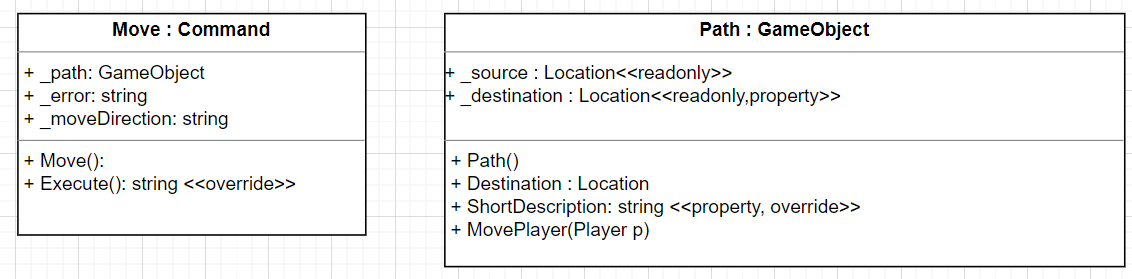 Move : Command
+ _path: GameObject
+ _error: string
+ _moveDirection: string
+ Move():
+ Execute(): string <<override>>
Path : GameObject
+ _source : Location<<readonly>>
+ _destination : Location<<readonly,property>>
+ Path()
+ Destination : Location
+ ShortDescription: string <<property, override>>
+ MovePlayer(Player p)